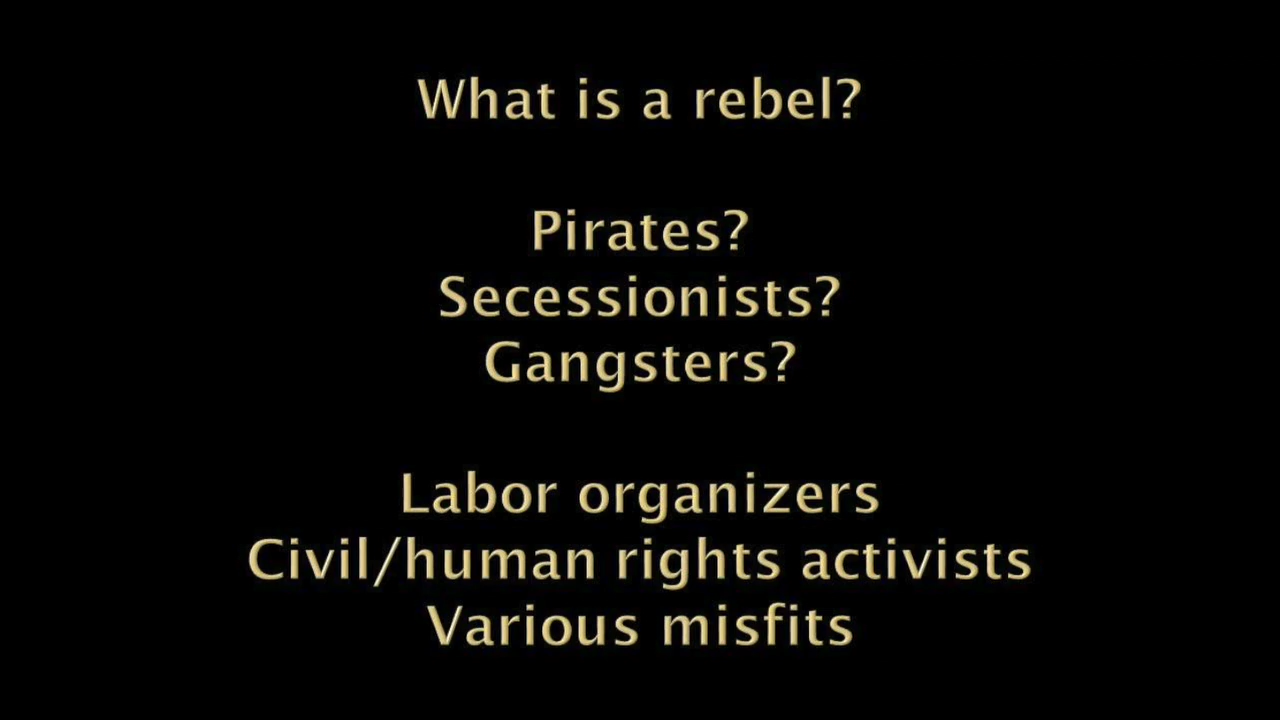 What is a rebel?
Pirates?
Secessionists?
Gangsters?
Labor organizers
Civil/human rights activists
Various misfits